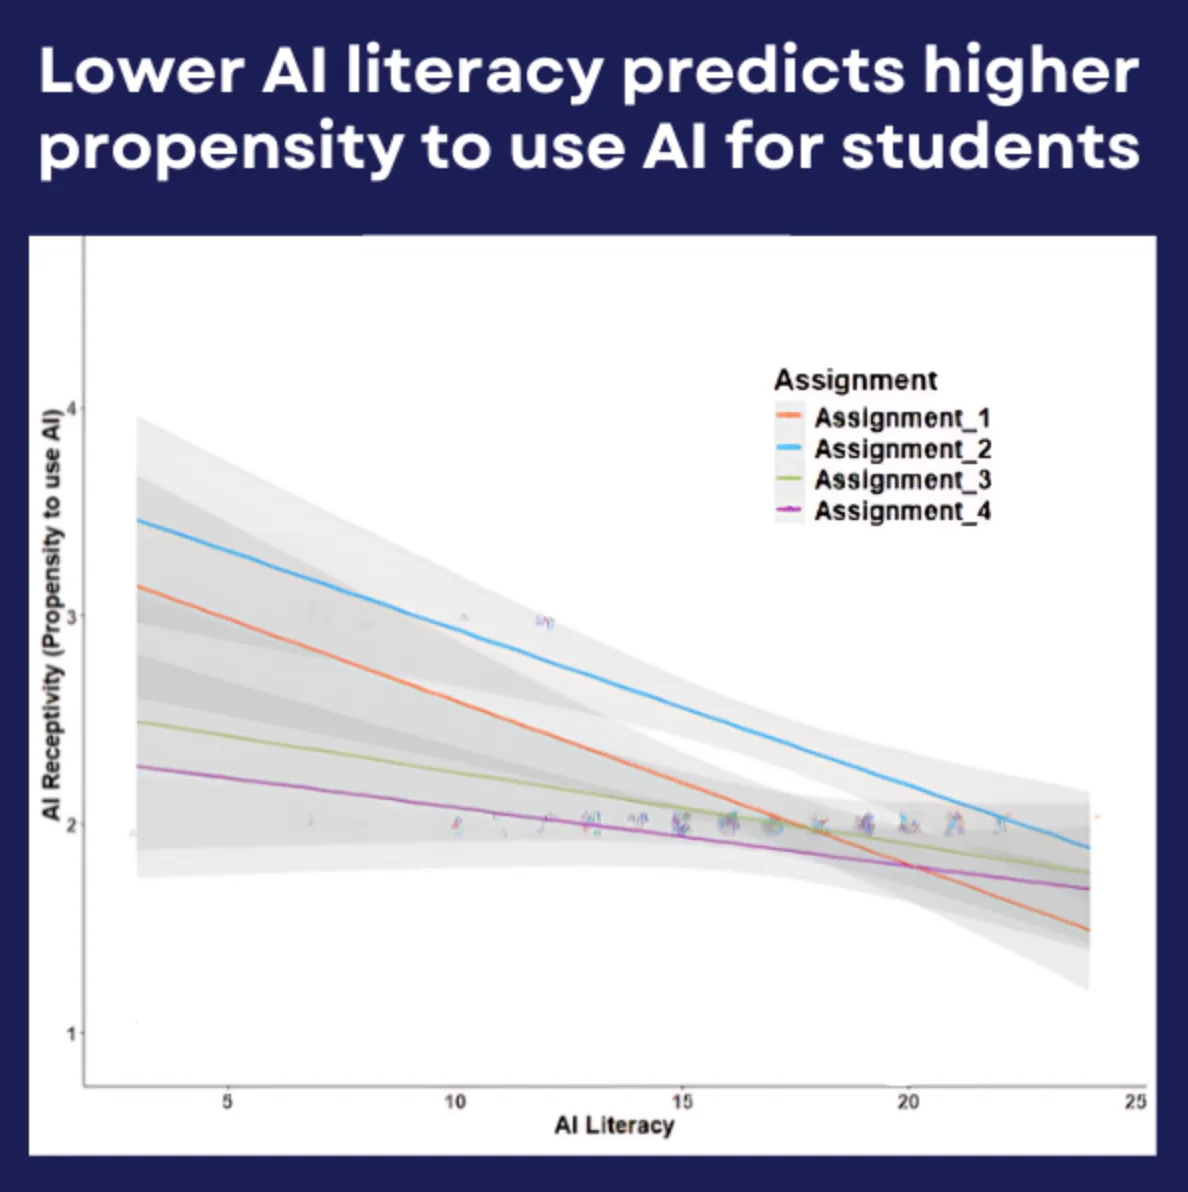 Lower AI literacy predicts higher
propensity to use AI for students
Assignment
Assignment_1
Assignment_2
Assignment_3
Assignment_4
AI Receptivity (Propensity to use AI)
4
3
2
1
5
10
15
20
25
AI Literacy